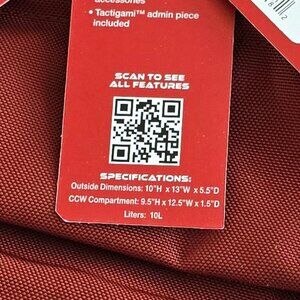 accessories
• Tactigami™ admin piece
included
SCAN TO SEE
ALL FEATURES
SPECIFICATIONS:
Outside Dimensions: 10"H x 13"W x 5.5"D
CCW Compartment: 9.5"H x 12.5"W x 1.5"D
Liters: 10L